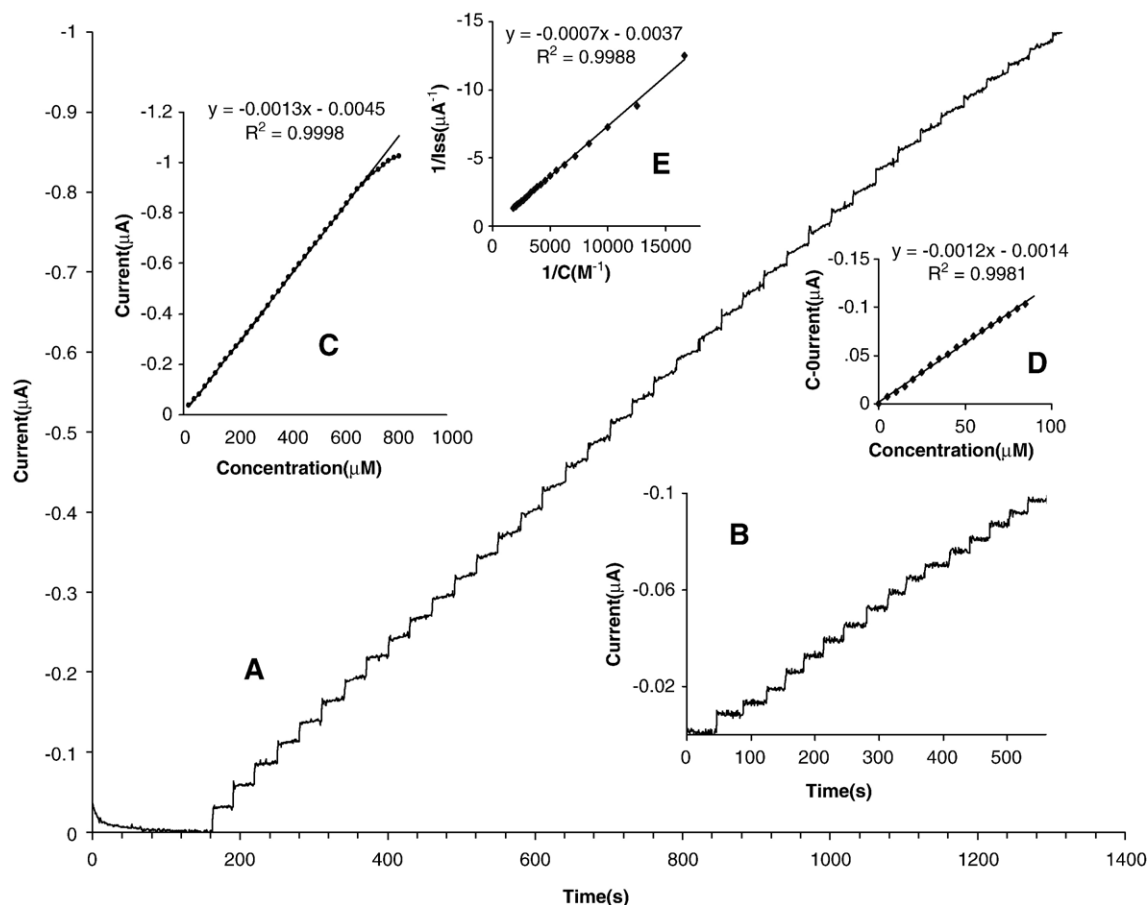 -1
-0.9
-0.8
-0.7
-0.6
-0.5
-0.4
-0.3
-0.2
-0.1
0
Current(μA)
0
200
400
600
800
1000
1200
1400
Time(s)
A
y = -0.0013x - 0.0045
R² = 0.9998
-1.2
-1
-0.8
-0.6
-0.4
-0.2
0
Current(μA)
C
0
200
400
600
800
1000
Concentration(μM)
y = -0.0007x - 0.0037
R² = 0.9988
-15
-10
-5
0
1/Iss(μA⁻¹)
E
0
5000
10000
15000
1/C(M⁻¹)
y = -0.0012x - 0.0014
R² = 0.9981
-0.15
-0.1
.05
0
C-0urrent(μA)
D
0
50
100
Concentration(μM)
-0.1
-0.06
-0.02
Current(μA)
B
0
100
200
300
400
500
Time(s)